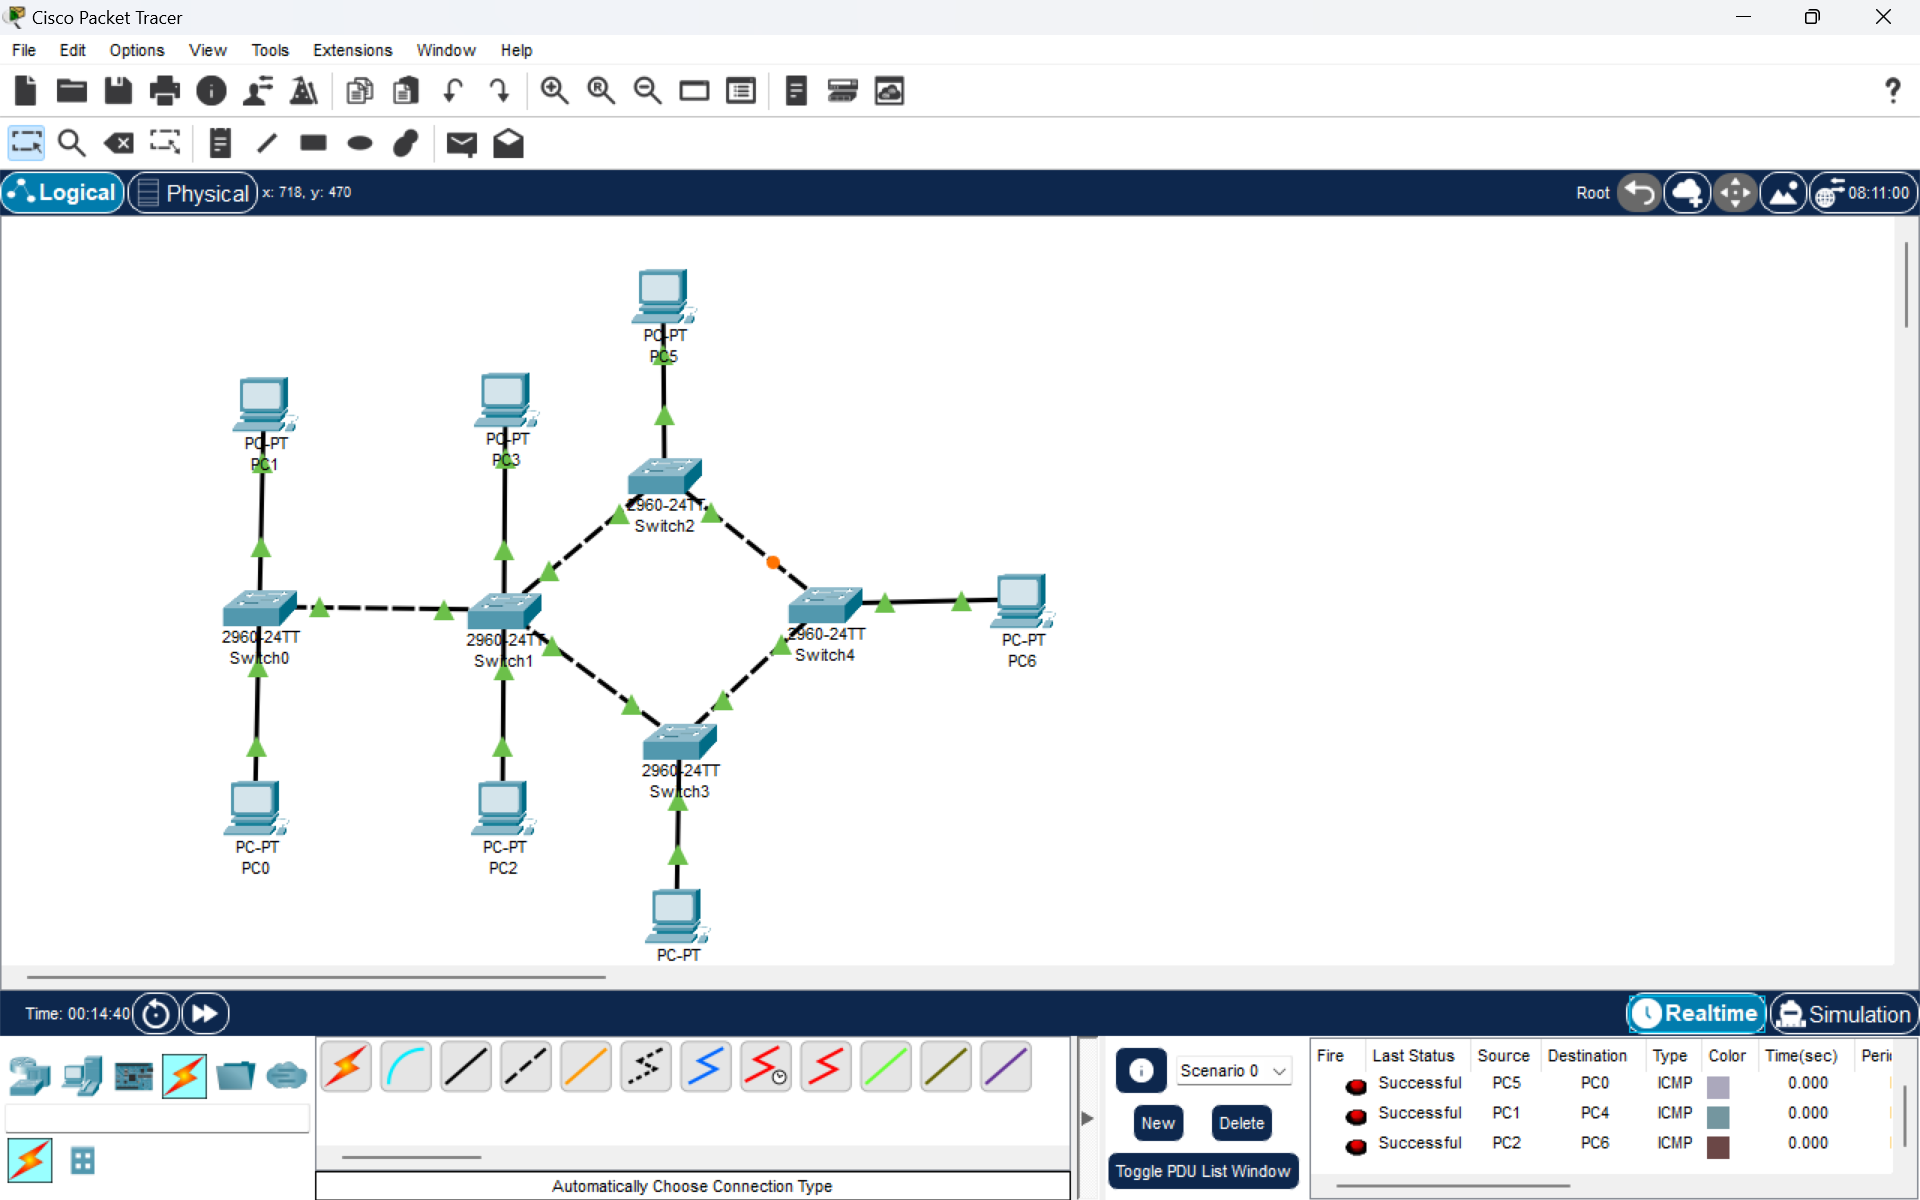 Cisco Packet Tracer
File Edit Options View Tools Extensions Window Help
Logical Physical x: 718, y: 470 Root 08:11:00
PC-PT
PC5
PC-PT
PC1
PC-PT
PC3
2960-24TT
Switch2
2960-24TT
Switch0
2960-24TT
Switch1
2960-24TT
Switch4
PC-PT
PC6
2960-24TT
Switch3
PC-PT
PC0
PC-PT
PC2
PC-PT
Time: 00:14:40 Realtime Simulation
Scenario 0
New Delete
Toggle PDU List Window
Automatically Choose Connection Type
Fire Last Status Source Destination Type Color Time(sec) Peri
Successful PC5 PC0 ICMP 0.000
Successful PC1 PC4 ICMP 0.000
Successful PC2 PC6 ICMP 0.000